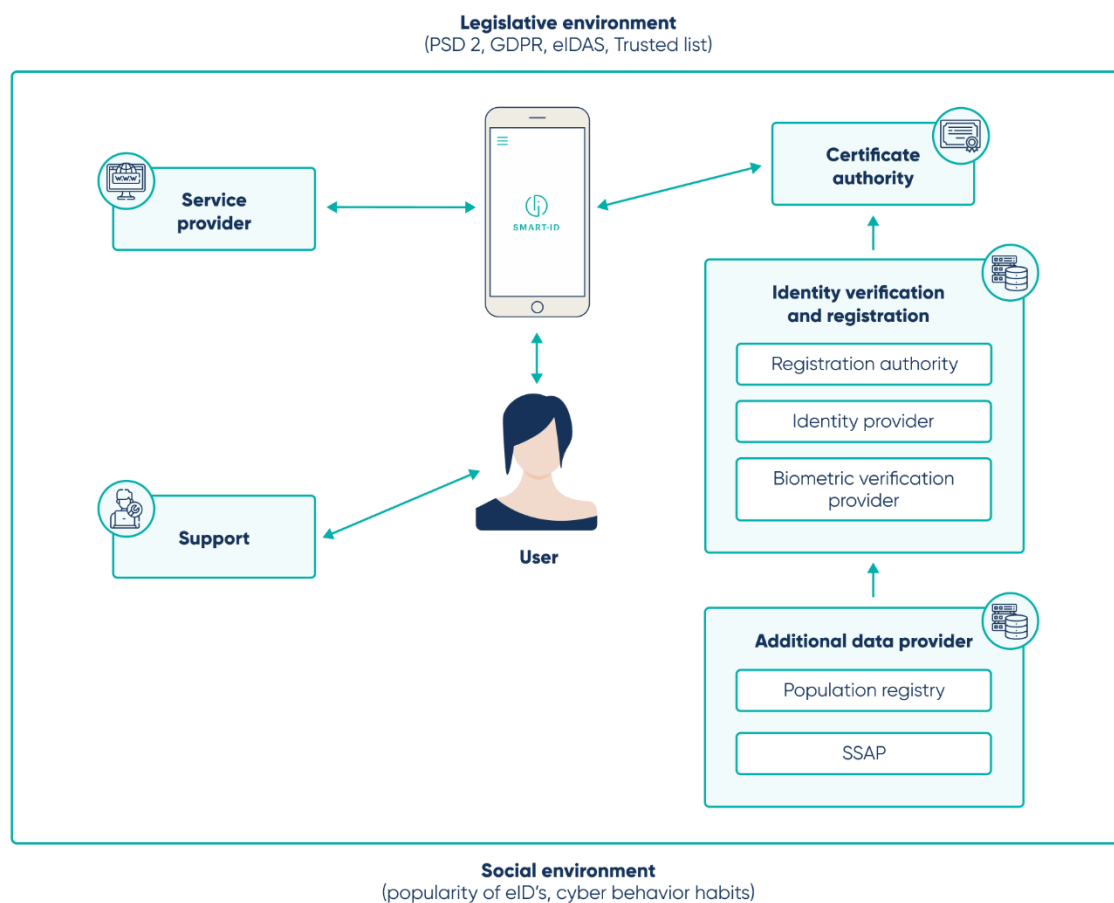 Legislative environment
(PSD 2, GDPR, eIDAS, Trusted list)
Service
provider
www
SMART-ID
Certificate
authority
Identity verification
and registration
Registration authority
Identity provider
Biometric verification
provider
Support
User
Additional data provider
Population registry
SSAP
Social environment
(popularity of eID's, cyber behavior habits)